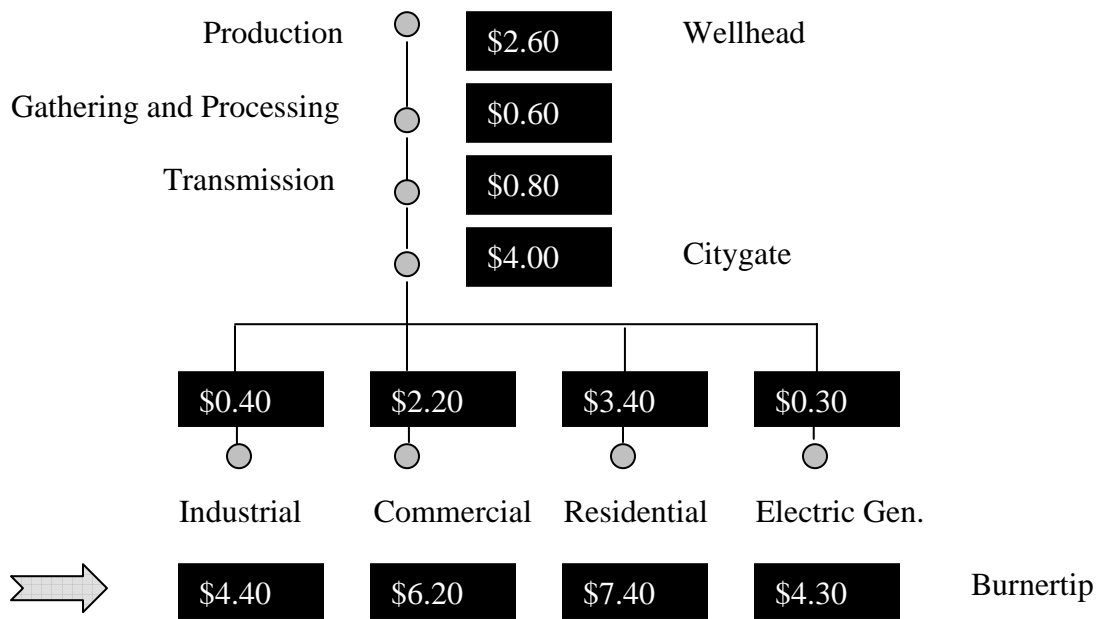 Production $2.60 Wellhead
Gathering and Processing $0.60
Transmission $0.80
$4.00 Citygate
$0.40 $2.20 $3.40 $0.30
Industrial Commercial Residential Electric Gen.
$4.40 $6.20 $7.40 $4.30 Burnertip